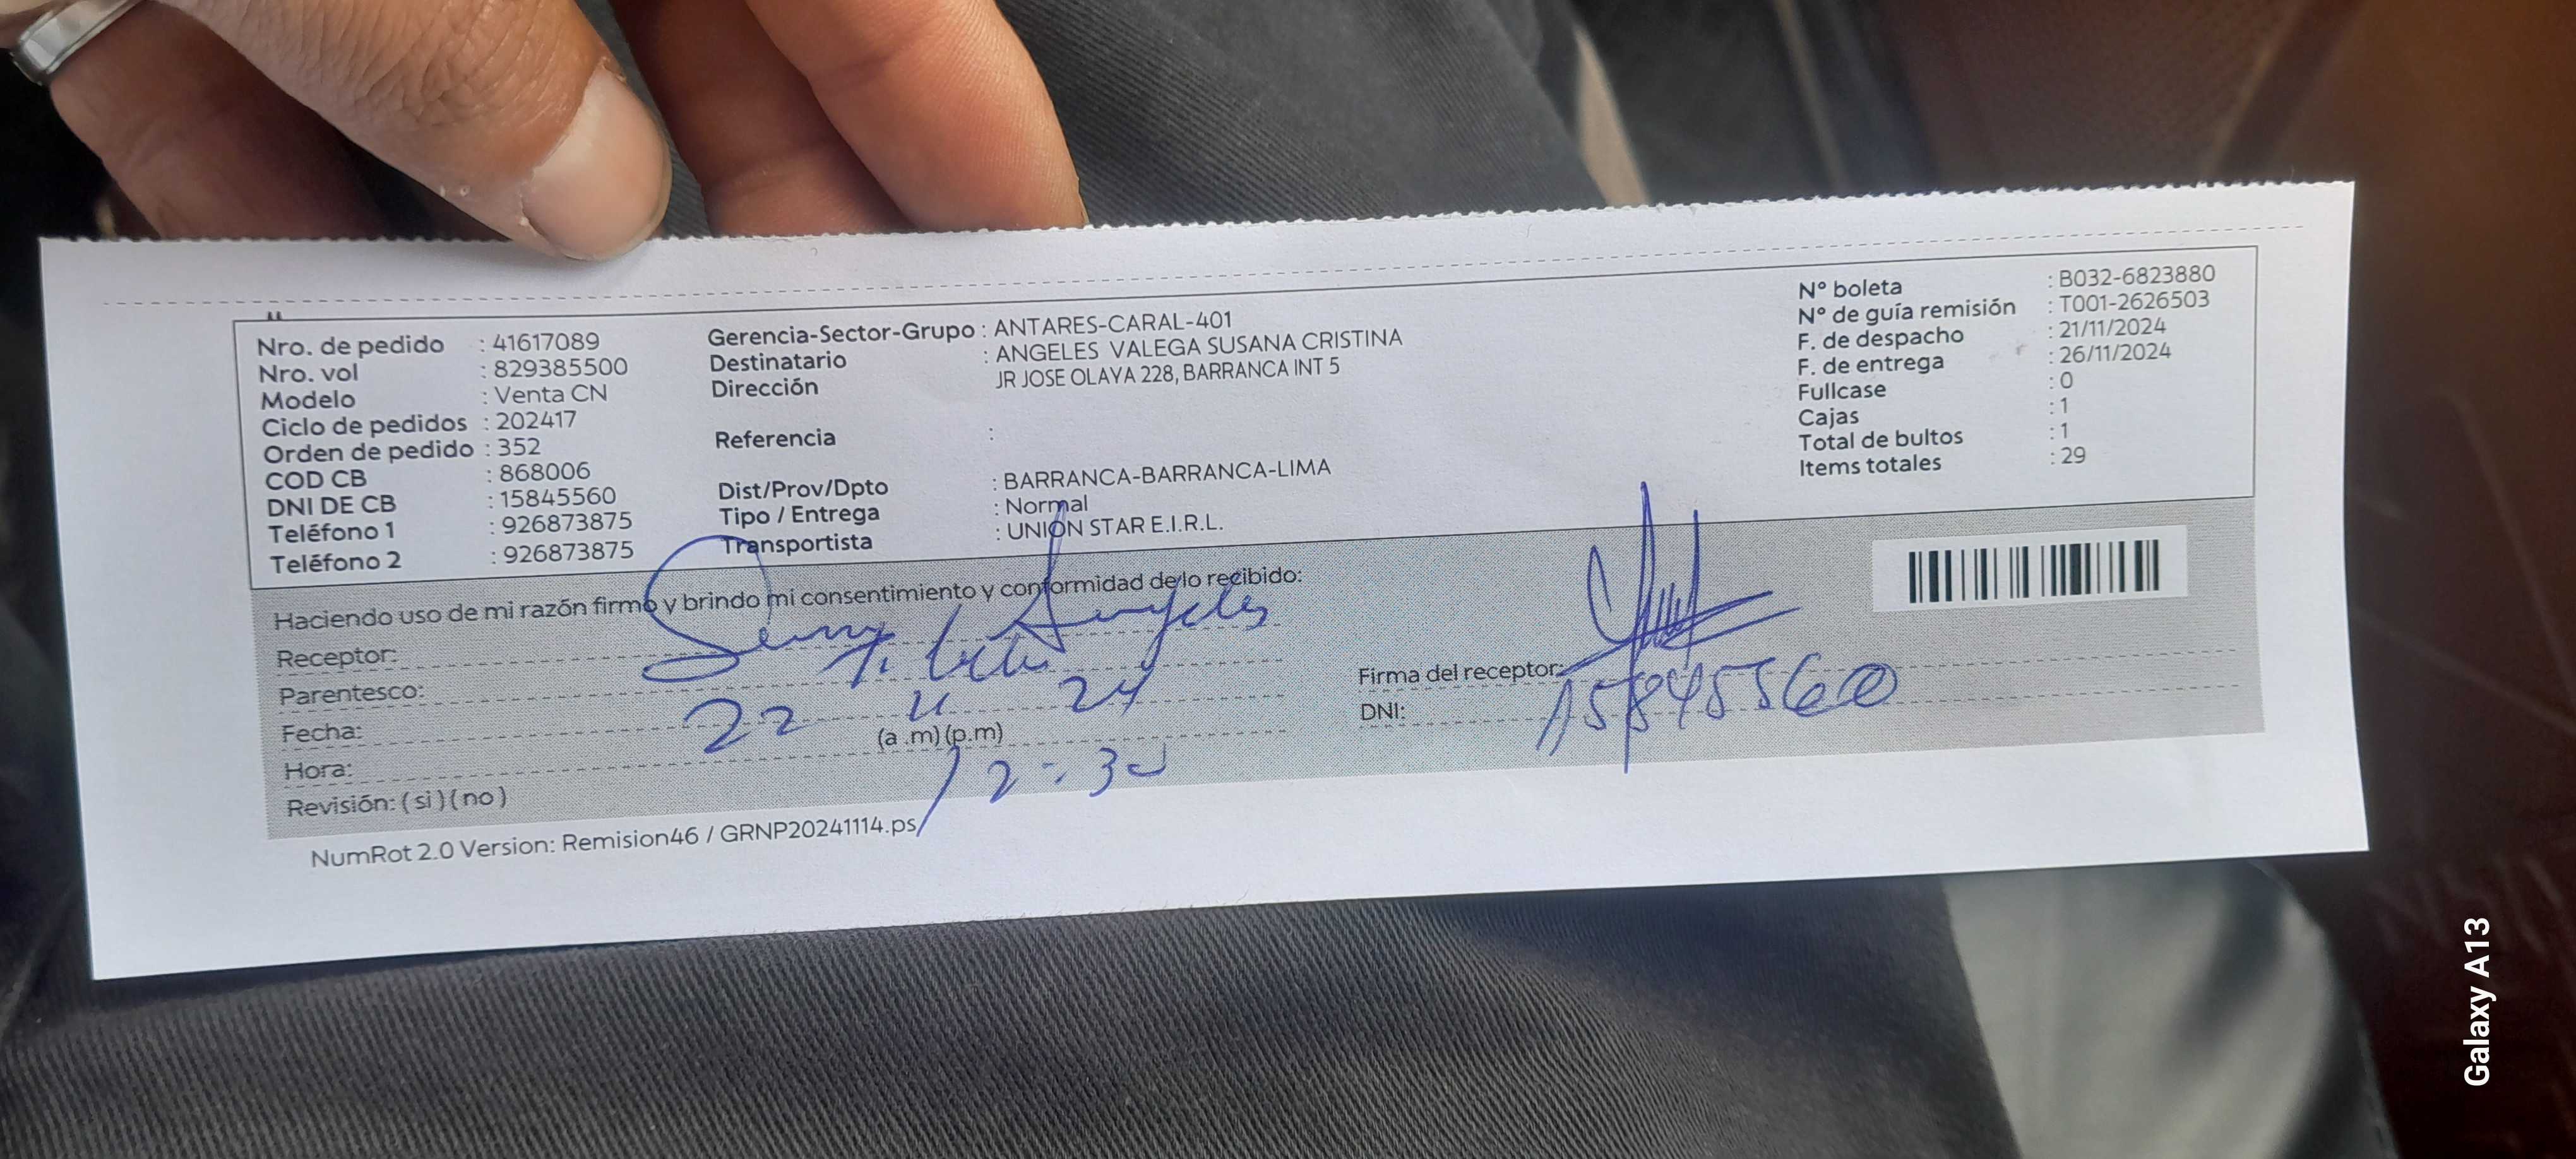 Nro. de pedido : 41617089
Nro. vol : 829385500
Modelo : Venta CN
Ciclo de pedidos : 202417
Orden de pedido : 352
COD CB : 868006
DNI DE CB : 15845560
Teléfono 1 : 926873875
Teléfono 2 : 926873875
Gerencia-Sector-Grupo : ANTARES-CARAL-401
Destinatario : ANGELES VALEGA SUSANA CRISTINA
Dirección JR JOSE OLAYA 228, BARRANCA INT 5
Referencia :
Dist/Prov/Dpto : BARRANCA-BARRANCA-LIMA
Tipo / Entrega : Normal
Transportista : UNION STAR E.I.R.L.
N° boleta : B032-6823880
N° de guía remisión : T001-2626503
F. de despacho : 21/11/2024
F. de entrega : 26/11/2024
Fullcase : 0
Cajas : 1
Total de bultos : 1
Items totales : 29
Haciendo uso de mi razón firmo y brindo mi consentimiento y conformidad de lo recibido:
Receptor: Angeles
Parentesco:
Fecha: 22 11 24
Hora: (a .m) (p.m) 12:30
Revisión: ( si ) ( no )
Firma del receptor:
DNI: 15845560
NumRot 2.0 Version: Remision46 / GRNP20241114.ps
Galaxy A13